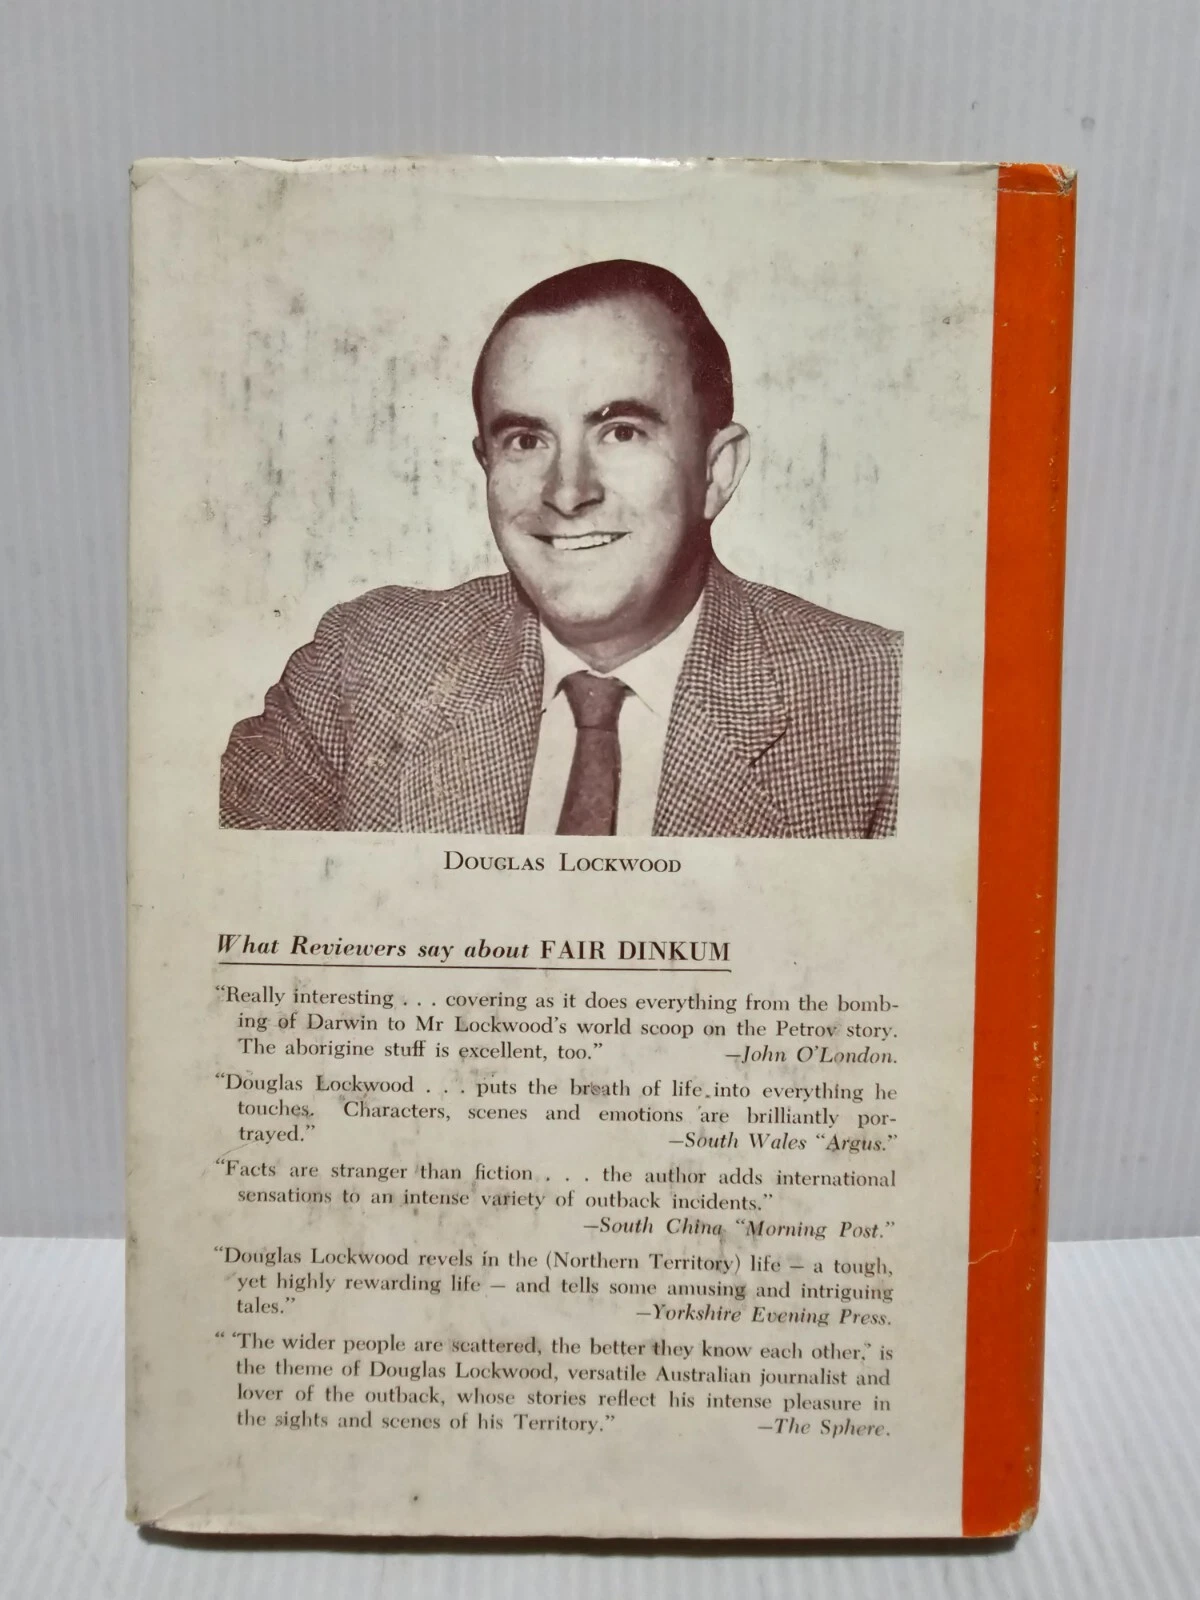 DOUGLAS LOCKWOOD
What Reviewers say about FAIR DINKUM
“Really interesting . . . covering as it does everything from the bomb-
ing of Darwin to Mr Lockwood’s world scoop on the Petrov story.
The aborigine stuff is excellent, too.” —John O’London.
“Douglas Lockwood . . . puts the breath of life into everything he
touches. Characters, scenes and emotions are brilliantly por-
trayed.” —South Wales “Argus.”
“Facts are stranger than fiction . . . the author adds international
sensations to an intense variety of outback incidents.”
—South China “Morning Post.”
“Douglas Lockwood revels in the (Northern Territory) life — a tough,
yet highly rewarding life — and tells some amusing and intriguing
tales.” —Yorkshire Evening Press.
“ ‘The wider people are scattered, the better they know each other,’ is
the theme of Douglas Lockwood, versatile Australian journalist and
lover of the outback, whose stories reflect his intense pleasure in
the sights and scenes of his Territory.” —The Sphere.